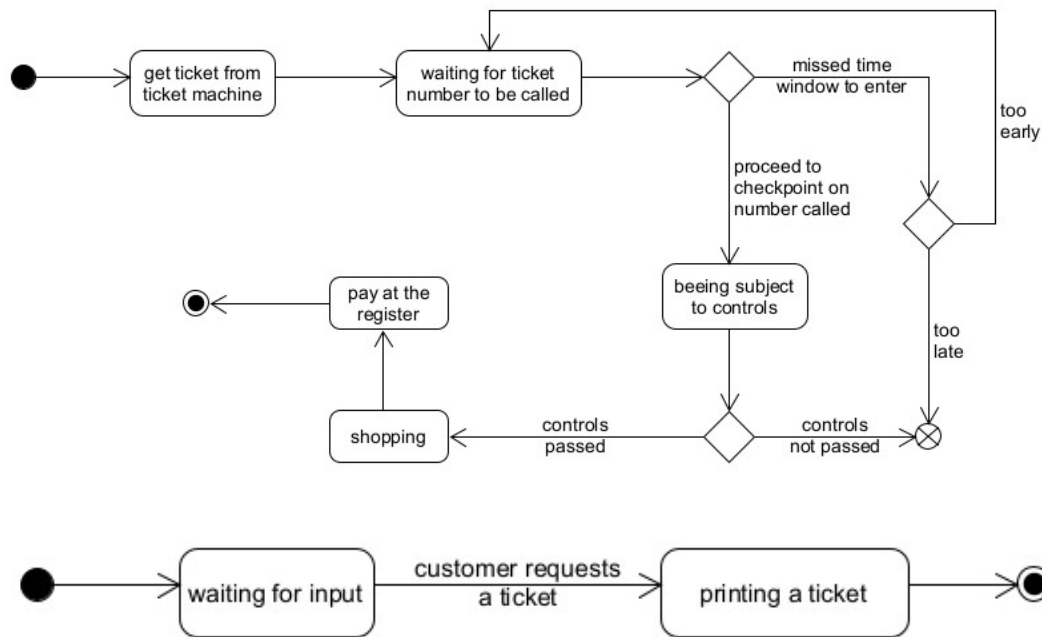 get ticket from
ticket machine
waiting for ticket
number to be called
missed time
window to enter
too
early
proceed to
checkpoint on
number called
beeing subject
to controls
pay at the
register
too
late
shopping
controls
passed
controls
not passed
waiting for input
customer requests
a ticket
printing a ticket